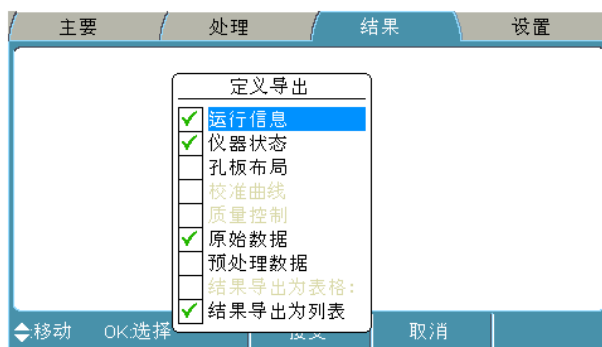 主要 处理 结果 设置
定义导出
运行信息
仪器状态
孔板布局
校准曲线
质量控制
原始数据
预处理数据
结果导出为表格:
结果导出为列表
移动 OK:选择 接受 取消